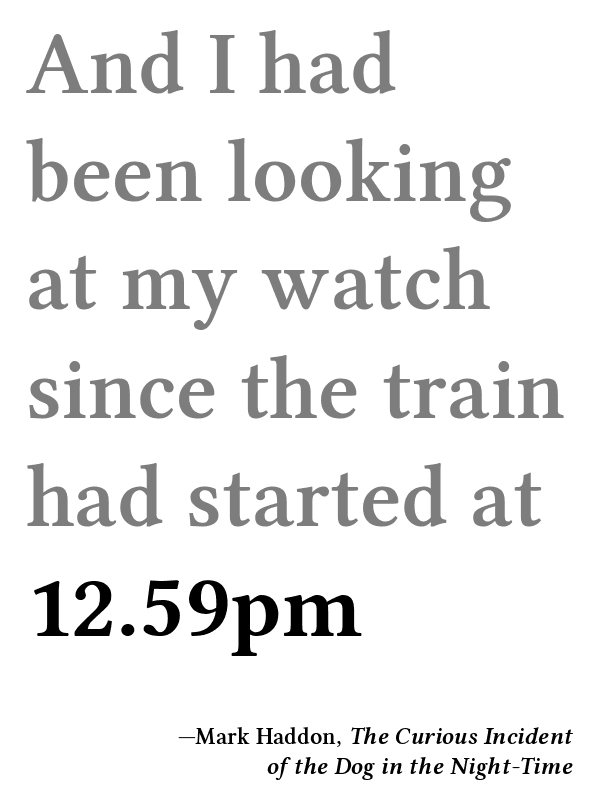 And I had
been looking
at my watch
since the train
had started at
12.59pm
—Mark Haddon, The Curious Incident
of the Dog in the Night-Time